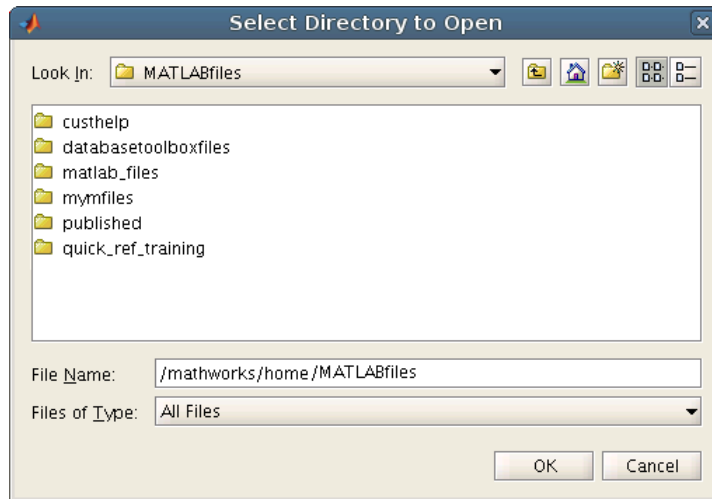 Select Directory to Open
Look In: MATLABfiles
custhelp
databasetoolboxfiles
matlab_files
mymfiles
published
quick_ref_training
File Name: /mathworks/home/MATLABfiles
Files of Type: All Files
OK Cancel